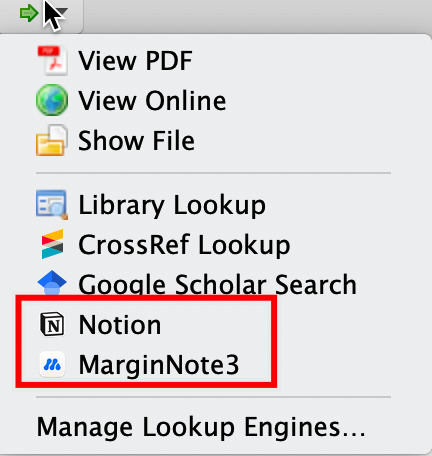 View PDF
View Online
Show File
Library Lookup
CrossRef Lookup
Google Scholar Search
Notion
MarginNote3
Manage Lookup Engines…